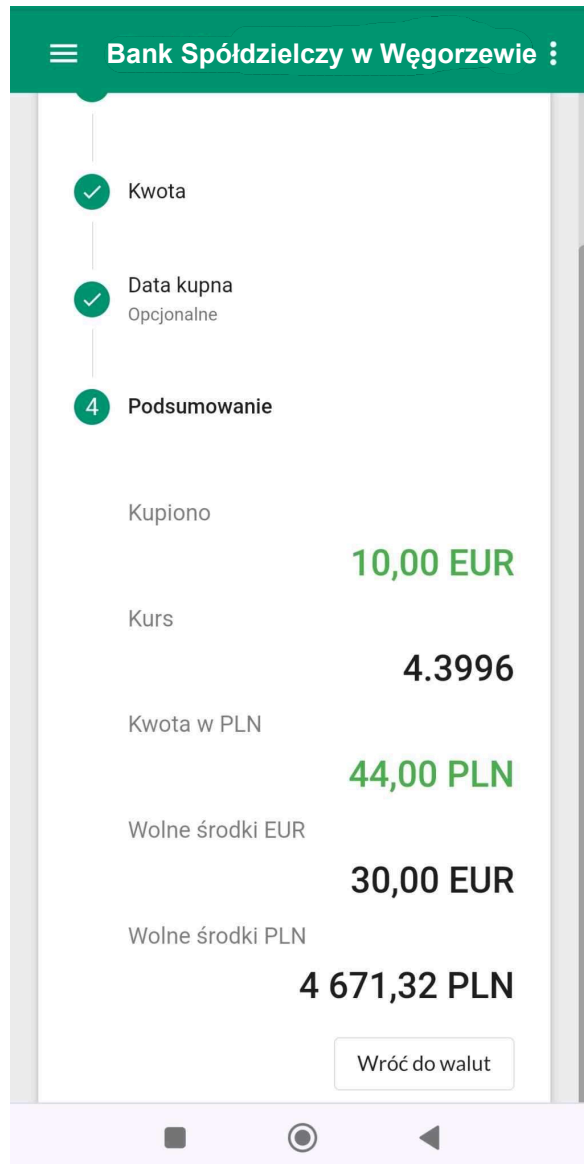 Bank Spółdzielczy w Węgorzewie
Kwota
Data kupna
Opcjonalne
4 Podsumowanie
Kupiono
10,00 EUR
Kurs
4.3996
Kwota w PLN
44,00 PLN
Wolne środki EUR
30,00 EUR
Wolne środki PLN
4 671,32 PLN
Wróć do walut